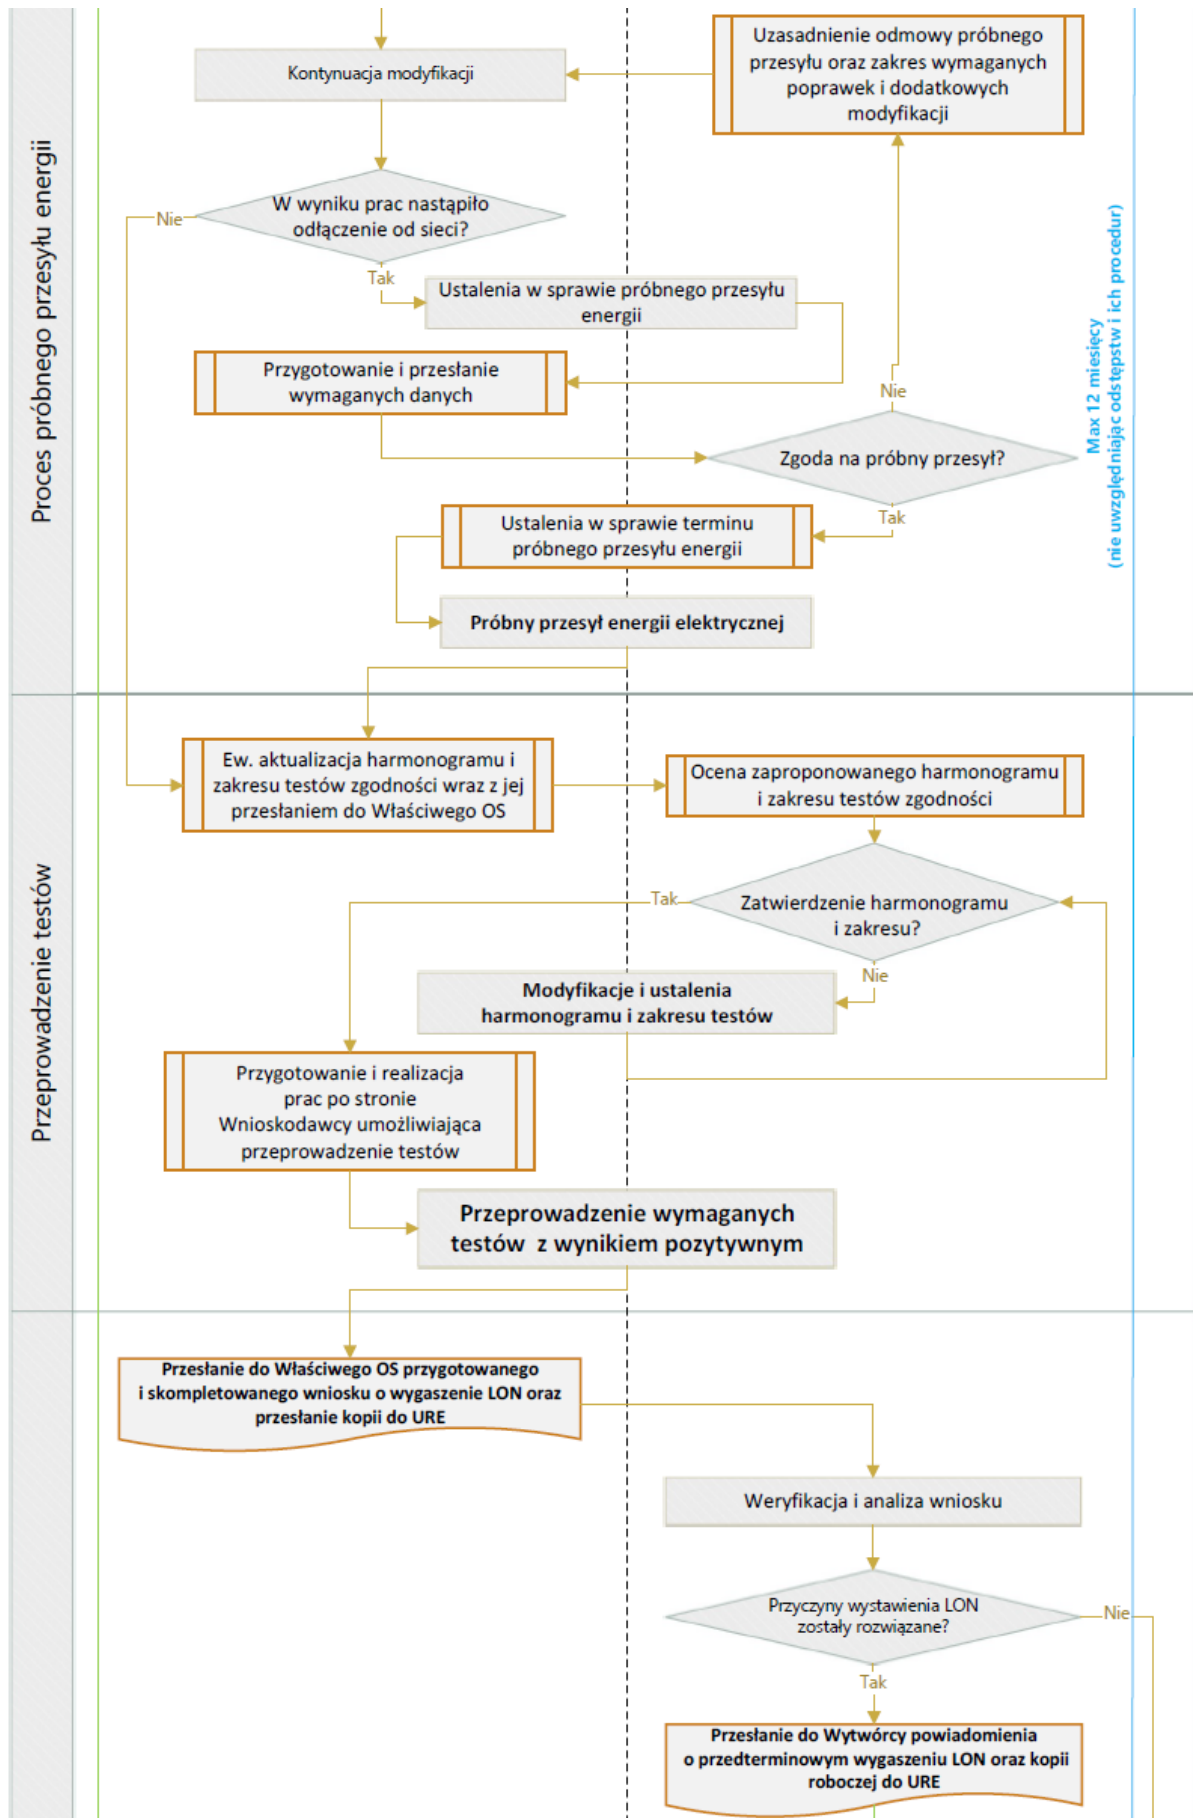 Proces próbnego przesyłu energii
Kontynuacja modyfikacji
Uzasadnienie odmowy próbnego
przesyłu oraz zakres wymaganych
poprawek i dodatkowych
modyfikacji
W wyniku prac nastąpiło
odłączenie od sieci?
Nie
Tak
Ustalenia w sprawie próbnego przesyłu
energii
Przygotowanie i przesłanie
wymaganych danych
Nie
Zgoda na próbny przesył?
Tak
Ustalenia w sprawie terminu
próbnego przesyłu energii
Próbny przesył energii elektrycznej
Max 12 miesięcy
(nie uwzględniając odstępstw i ich procedur)
Przeprowadzenie testów
Ew. aktualizacja harmonogramu i
zakresu testów zgodności wraz z jej
przesłaniem do Właściwego OS
Ocena zaproponowanego harmonogramu
i zakresu testów zgodności
Zatwierdzenie harmonogramu
i zakresu?
Tak
Nie
Modyfikacje i ustalenia
harmonogramu i zakresu testów
Przygotowanie i realizacja
prac po stronie
Wnioskodawcy umożliwiająca
przeprowadzenie testów
Przeprowadzenie wymaganych
testów z wynikiem pozytywnym
Przesłanie do Właściwego OS przygotowanego
i skompletowanego wniosku o wygaszenie LON oraz
przesłanie kopii do URE
Weryfikacja i analiza wniosku
Przyczyny wystawienia LON
zostały rozwiązane?
Nie
Tak
Przesłanie do Wytwórcy powiadomienia
o przedterminowym wygaszeniu LON oraz kopii
roboczej do URE